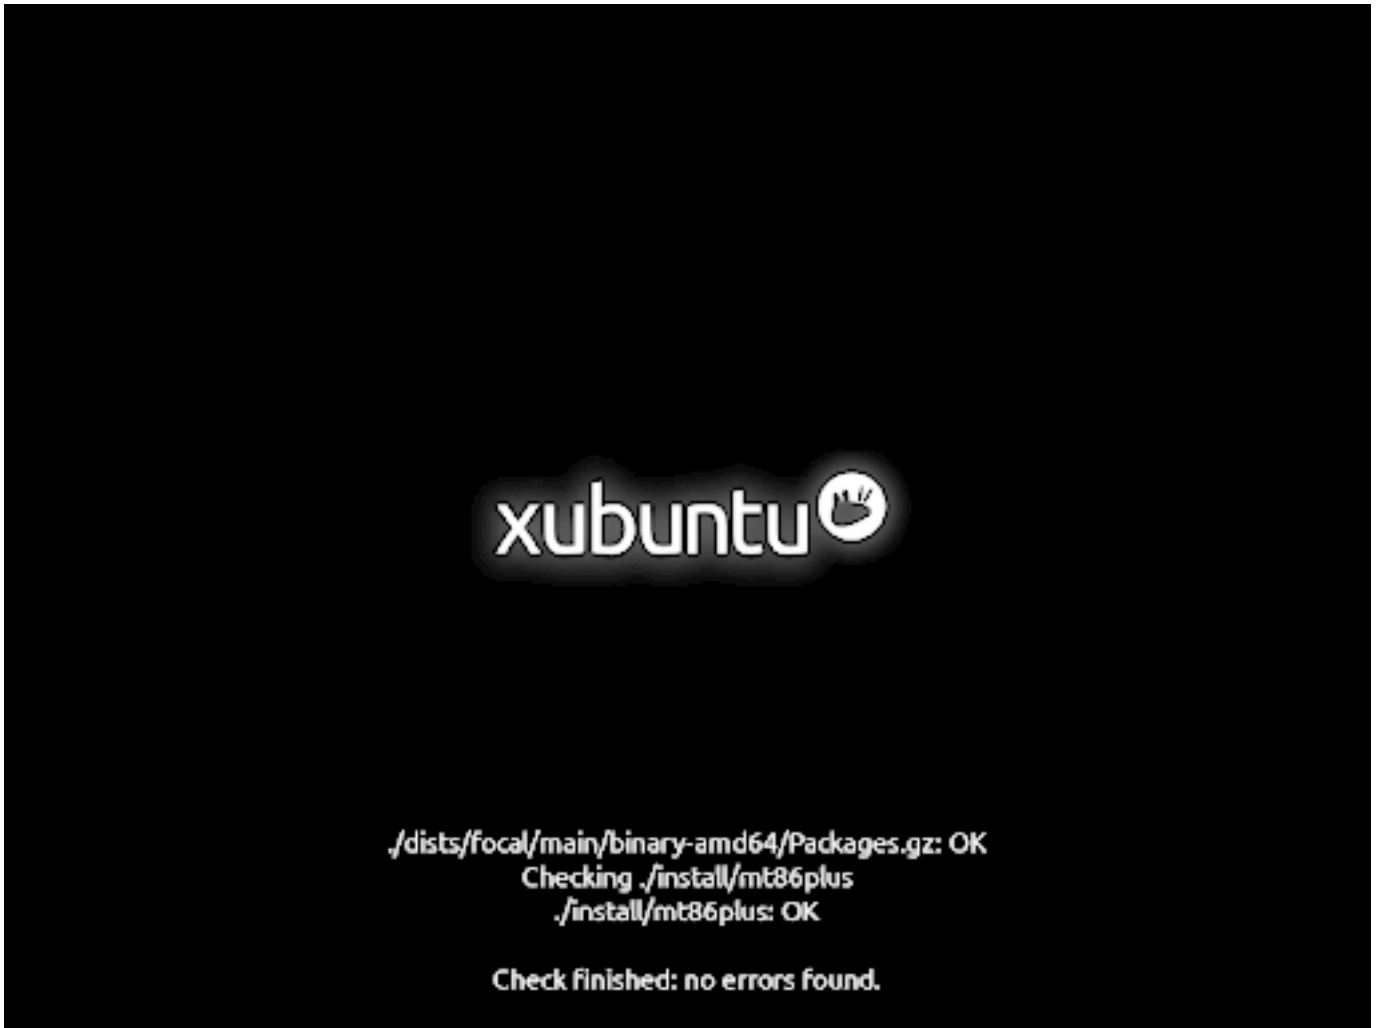 xubuntu
./dists/focal/main/binary-amd64/Packages.gz: OK
Checking ./install/mt86plus
./install/mt86plus: OK
Check finished: no errors found.